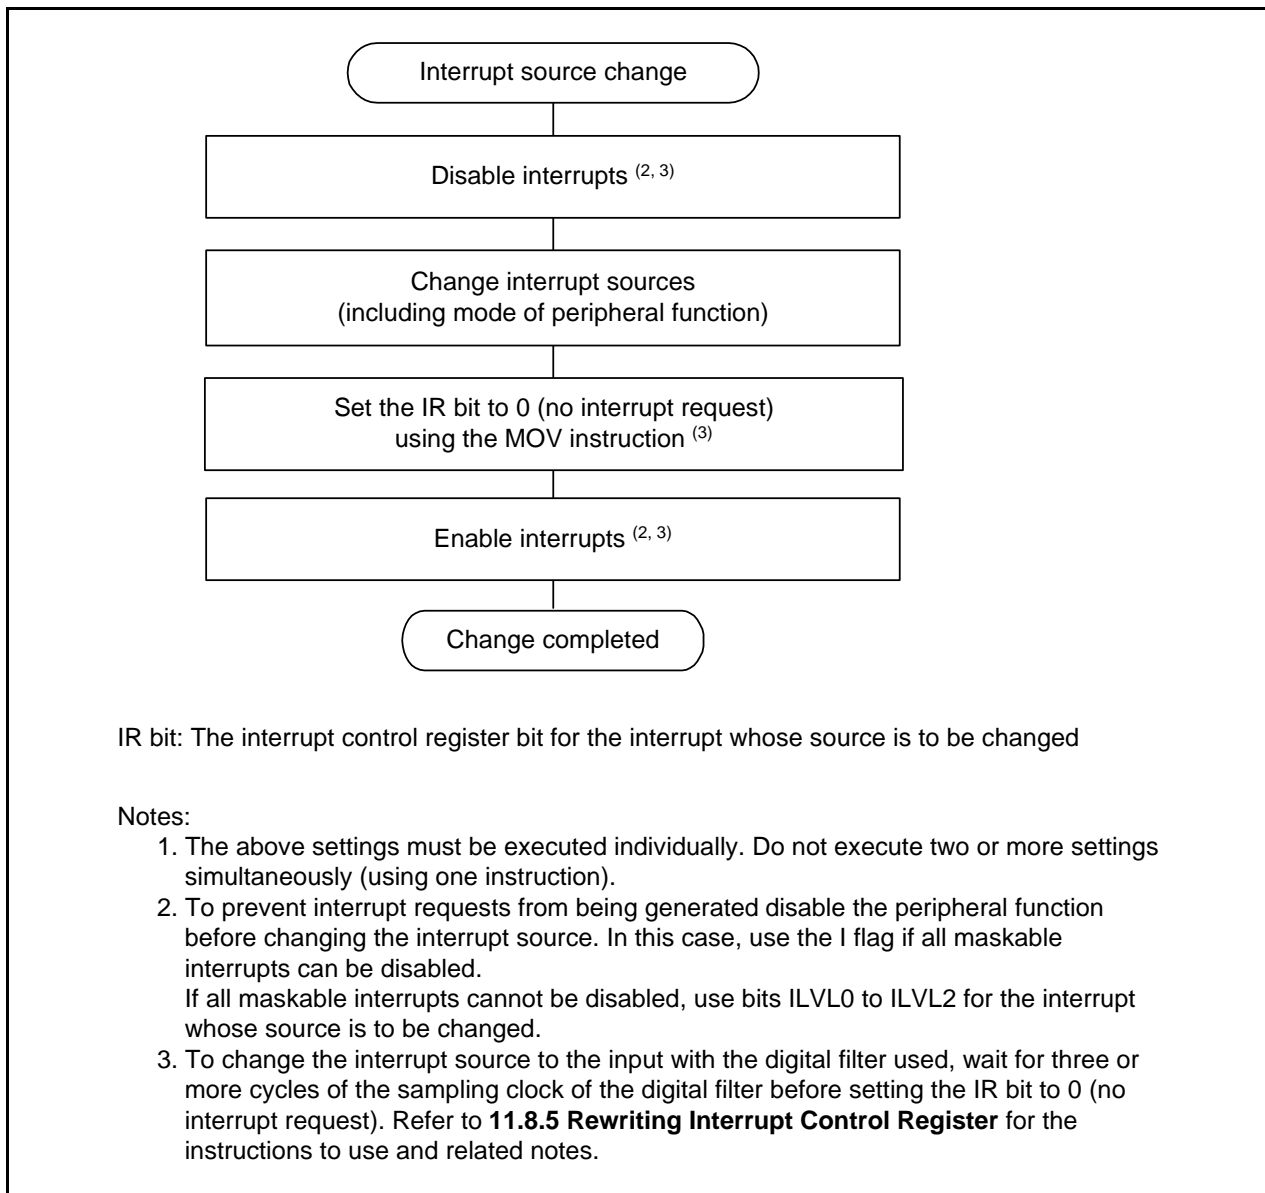 Interrupt source change
Disable interrupts (2, 3)
Change interrupt sources
(including mode of peripheral function)
Set the IR bit to 0 (no interrupt request)
using the MOV instruction (3)
Enable interrupts (2, 3)
Change completed
IR bit: The interrupt control register bit for the interrupt whose source is to be changed
Notes:
1. The above settings must be executed individually. Do not execute two or more settings
simultaneously (using one instruction).
2. To prevent interrupt requests from being generated disable the peripheral function
before changing the interrupt source. In this case, use the I flag if all maskable
interrupts can be disabled.
If all maskable interrupts cannot be disabled, use bits ILVL0 to ILVL2 for the interrupt
whose source is to be changed.
3. To change the interrupt source to the input with the digital filter used, wait for three or
more cycles of the sampling clock of the digital filter before setting the IR bit to 0 (no
interrupt request). Refer to 11.8.5 Rewriting Interrupt Control Register for the
instructions to use and related notes.